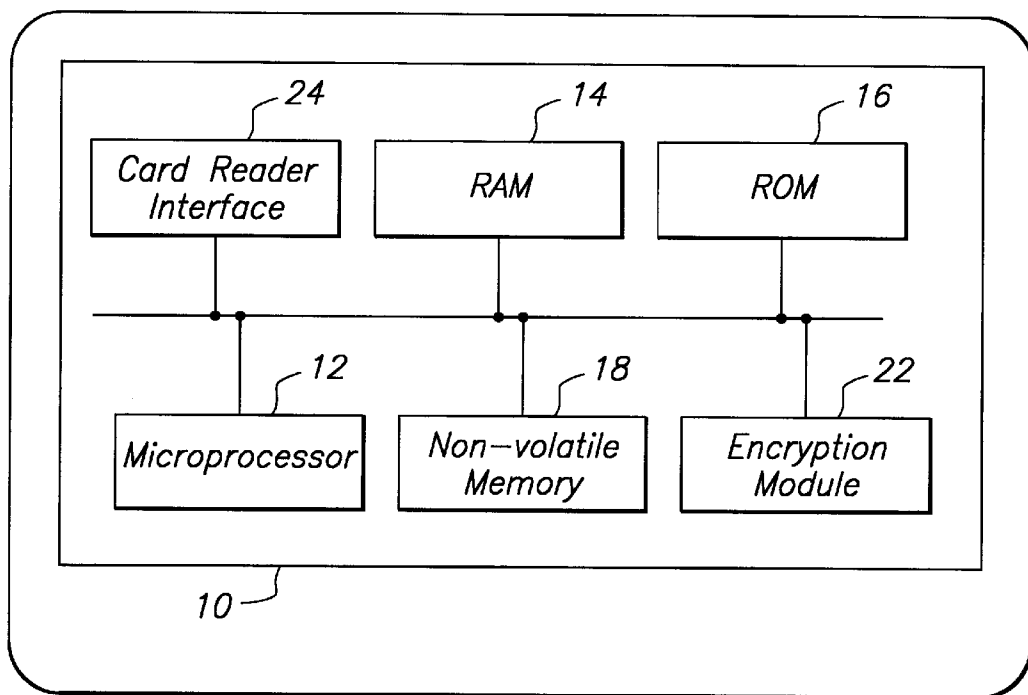 24
14
16
Card Reader
Interface
RAM
ROM
12
18
22
Microprocessor
Non-volatile
Memory
Encryption
Module
10